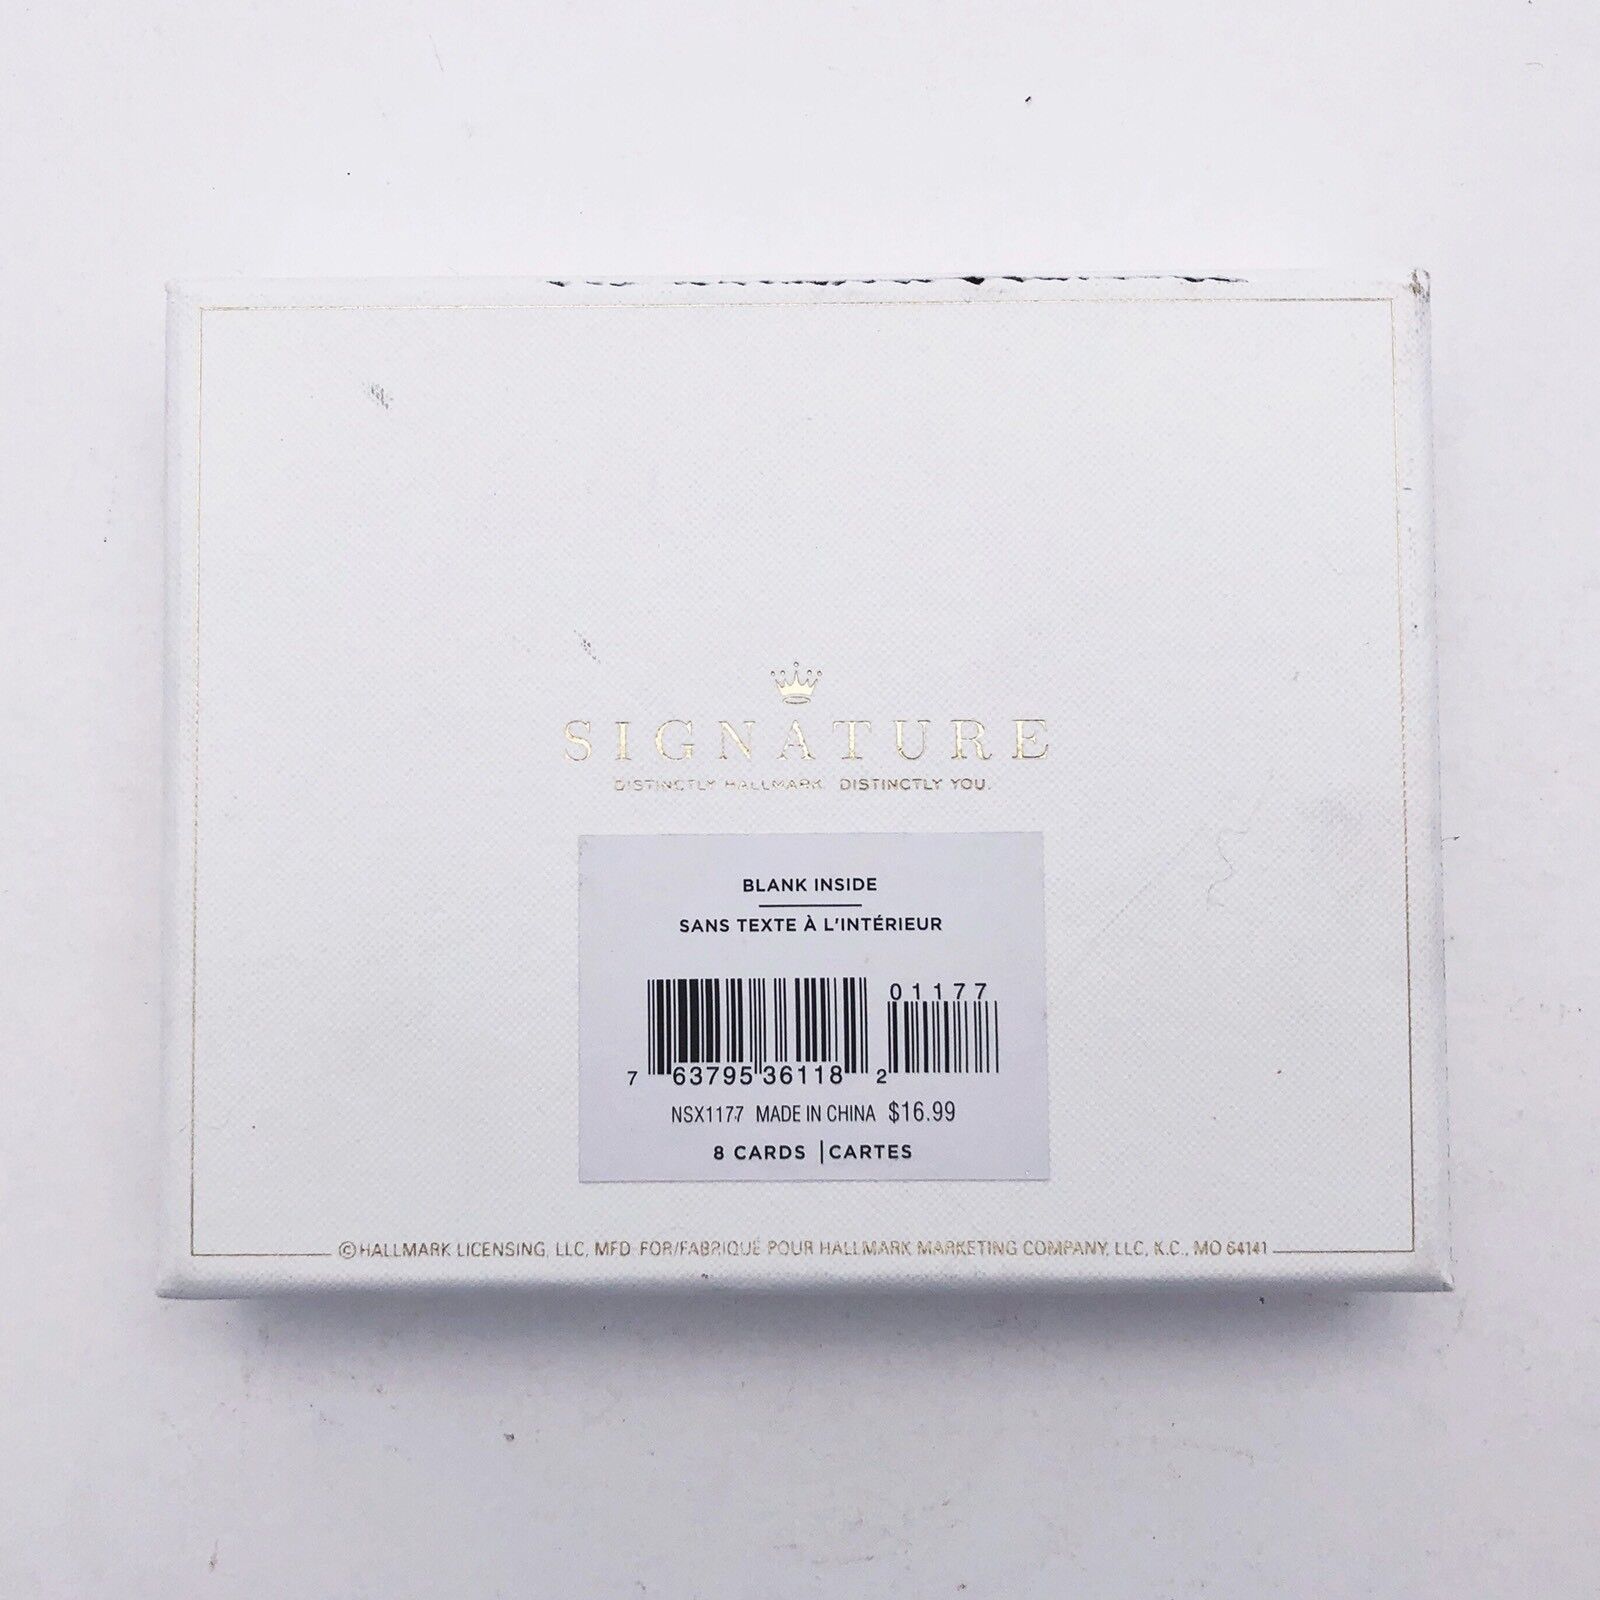 SIGNATURE
DISTINCTLY HALLMARK. DISTINCTLY YOU.
BLANK INSIDE
SANS TEXTE À L'INTÉRIEUR
01177
7 63795 36118 2
NSX1177 MADE IN CHINA $16.99
8 CARDS | CARTES
©HALLMARK LICENSING, LLC, MFD FOR/FABRIQUÉ POUR HALLMARK MARKETING COMPANY, LLC, K.C., MO 64141